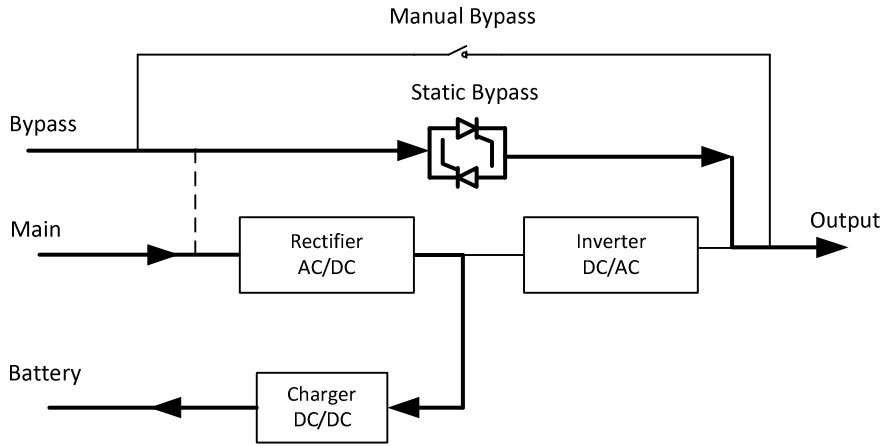 Manual Bypass
Static Bypass
Bypass
Main
Rectifier
AC/DC
Inverter
DC/AC
Output
Battery
Charger
DC/DC